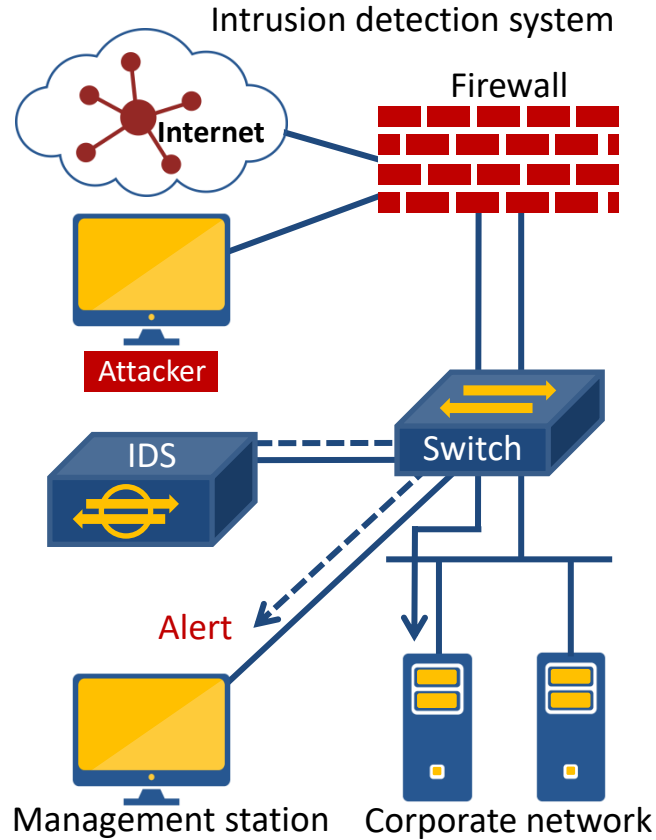 Intrusion detection system
Firewall
Internet
Attacker
IDS
Switch
Alert
Management station
Corporate network